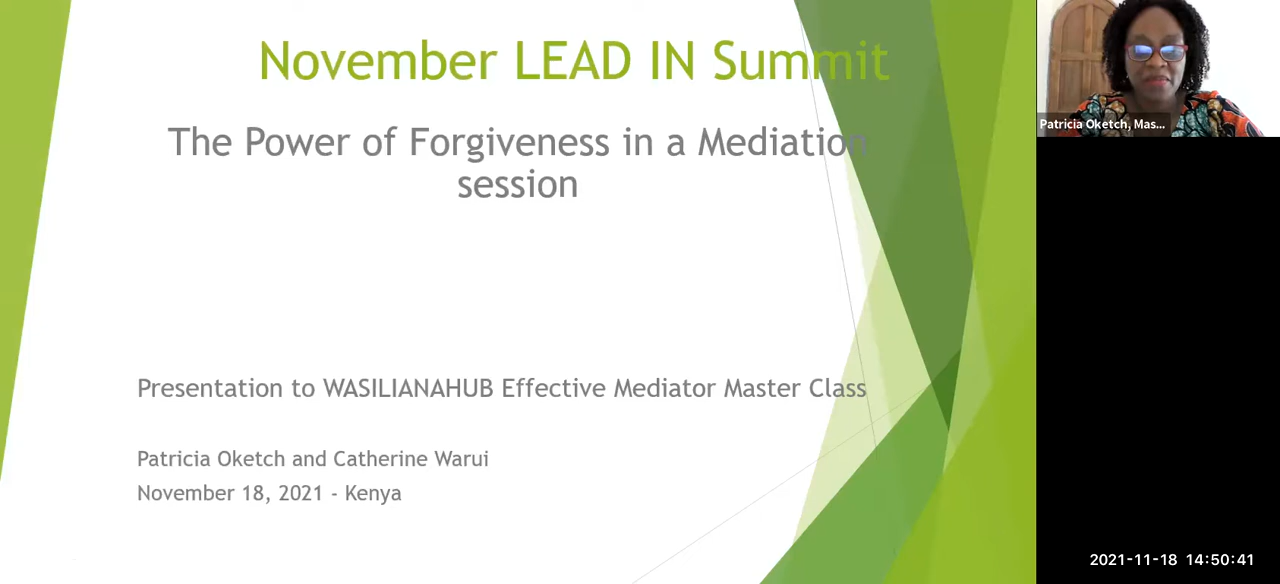 November LEAD IN Summit
The Power of Forgiveness in a Mediation
session
Presentation to WASILIANAHUB Effective Mediator Master Class
Patricia Oketch and Catherine Warui
November 18, 2021 - Kenya
Patricia Oketch, Mas...
2021-11-18 14:50:41